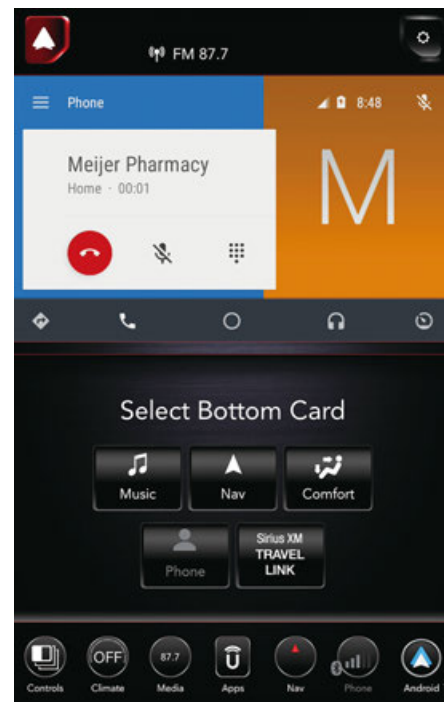 FM 87.7
Phone
8:48
Meijer Pharmacy
Home · 00:01
M
Select Bottom Card
Music
Nav
Comfort
Phone
Sirius XM
TRAVEL
LINK
OFF
87.7
Controls
Climate
Media
Apps
Nav
Phone
Android